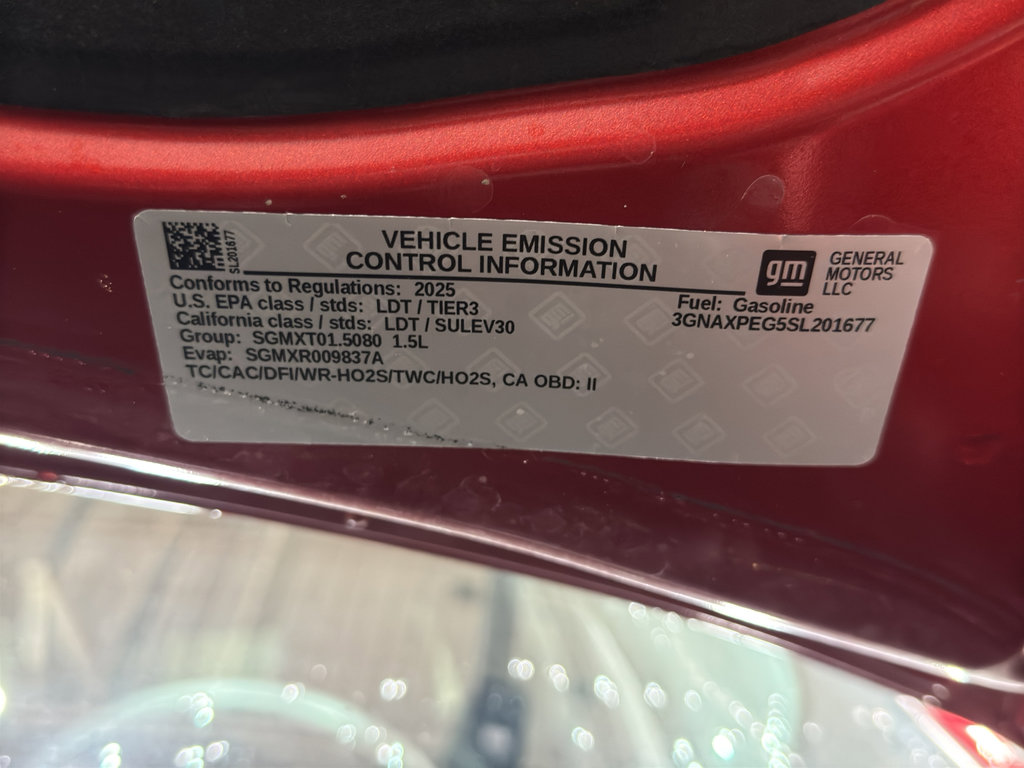 SL201677
VEHICLE EMISSION
CONTROL INFORMATION
gm
GENERAL
MOTORS
LLC
Conforms to Regulations: 2025
U.S. EPA class / stds: LDT / TIER3
California class / stds: LDT / SULEV30
Group: SGMXT01.5080 1.5L
Evap: SGMXR009837A
TC/CAC/DFI/WR-HO2S/TWC/HO2S, CA OBD: II
Fuel: Gasoline
3GNAXPEG5SL201677